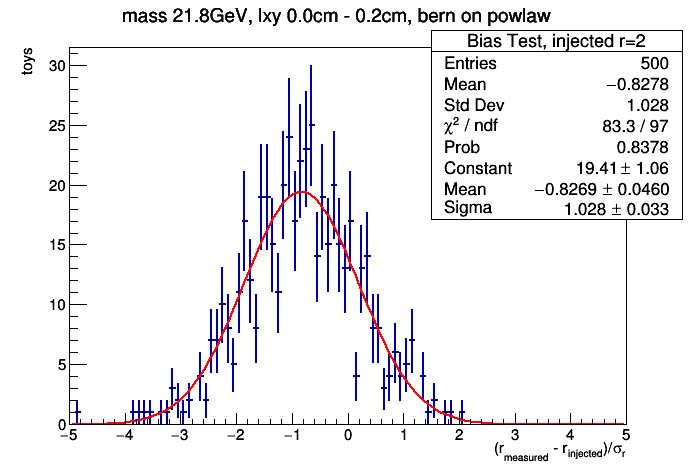 mass 21.8GeV, lxy 0.0cm - 0.2cm, bern on powlaw
toys
Bias Test, injected r=2
Entries 500
Mean −0.8278
Std Dev 1.028
χ² / ndf 83.3 / 97
Prob 0.8378
Constant 19.41 ± 1.06
Mean −0.8269 ± 0.0460
Sigma 1.028 ± 0.033
30
25
20
15
10
5
0
−5 −4 −3 −2 −1 0 1 2 3 4 5
(r_measured - r_injected)/σ_r